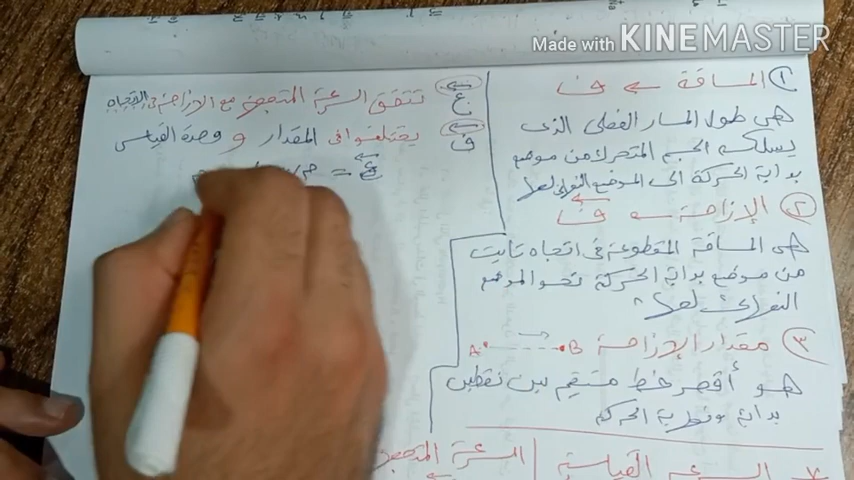 Made with KINEMASTER
١ المسافة ← ف
هى طول المسار الفعلى الذى
يسلكه الجسم المتحرك من موضع
بداية الحركة الى الموضع النهائى لها
٢ الإزاحة ← ف
هى المسافة المقطوعة فى اتجاه ثابت
من موضع بداية الحركة نحو الموضع
النهائى لها
٣ مقدار الإزاحة A B
هو أقصر خط مستقيم بين نقطتين
بداية ونهاية الحركة
السرعة القياسية
السرعة المتجهة
ع تتفق السرعة المتجهة مع الإزاحة فى الاتجاه
ف يختلفوا فى المقدار و وحدة القياس
ع =